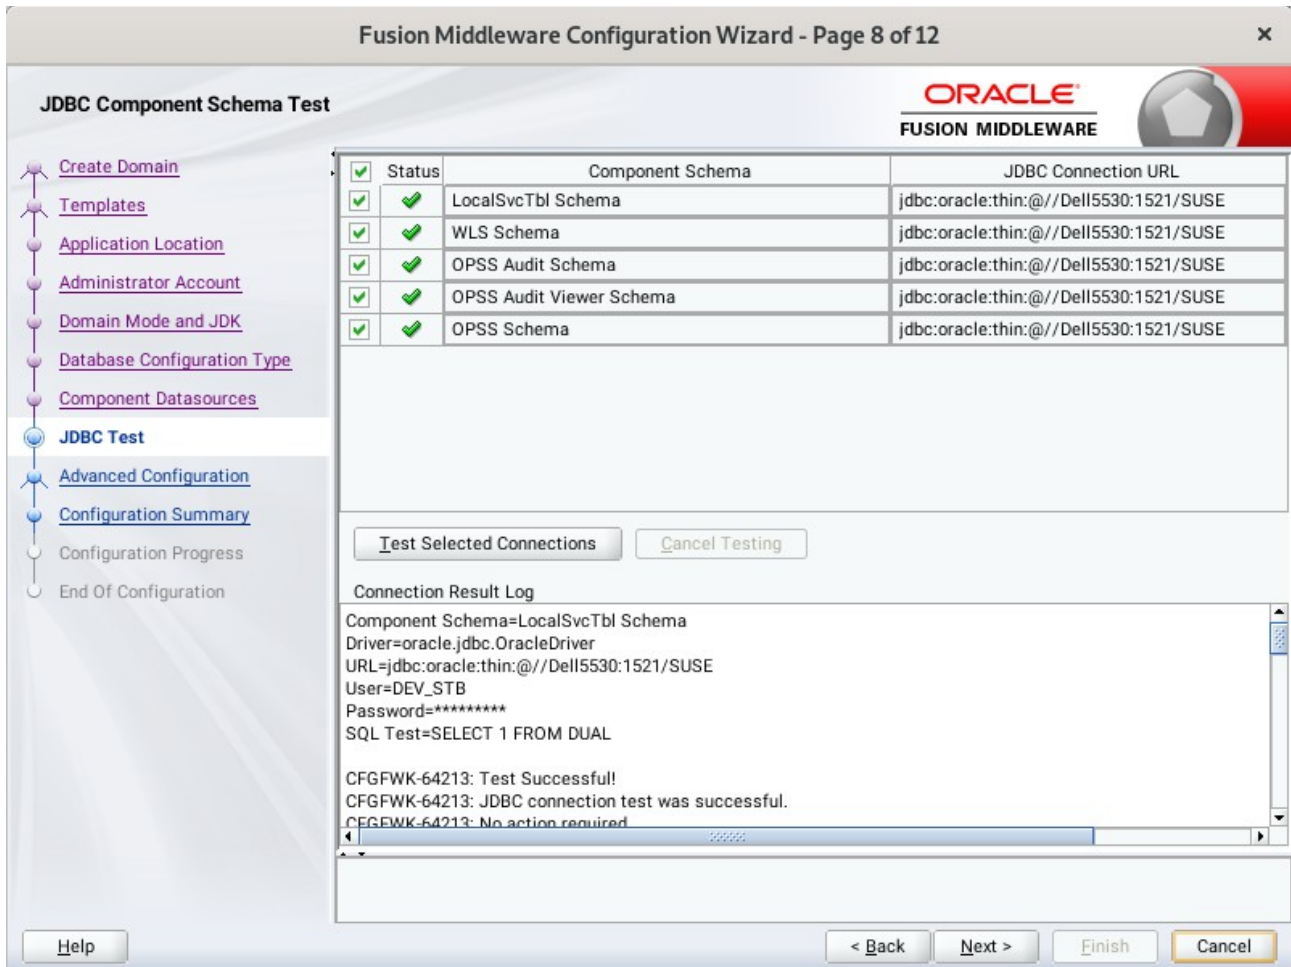 Fusion Middleware Configuration Wizard - Page 8 of 12
×
JDBC Component Schema Test
ORACLE
FUSION MIDDLEWARE
Create Domain
Templates
Application Location
Administrator Account
Domain Mode and JDK
Database Configuration Type
Component Datasources
JDBC Test
Advanced Configuration
Configuration Summary
Configuration Progress
End Of Configuration
Status Component Schema JDBC Connection URL
LocalSvcTbl Schema jdbc:oracle:thin:@//Dell5530:1521/SUSE
WLS Schema jdbc:oracle:thin:@//Dell5530:1521/SUSE
OPSS Audit Schema jdbc:oracle:thin:@//Dell5530:1521/SUSE
OPSS Audit Viewer Schema jdbc:oracle:thin:@//Dell5530:1521/SUSE
OPSS Schema jdbc:oracle:thin:@//Dell5530:1521/SUSE
Test Selected Connections Cancel Testing
Connection Result Log
Component Schema=LocalSvcTbl Schema
Driver=oracle.jdbc.OracleDriver
URL=jdbc:oracle:thin:@//Dell5530:1521/SUSE
User=DEV_STB
Password=*********
SQL Test=SELECT 1 FROM DUAL
CFGFWK-64213: Test Successful!
CFGFWK-64213: JDBC connection test was successful.
CFGFWK-64213: No action required
Help < Back Next > Finish Cancel